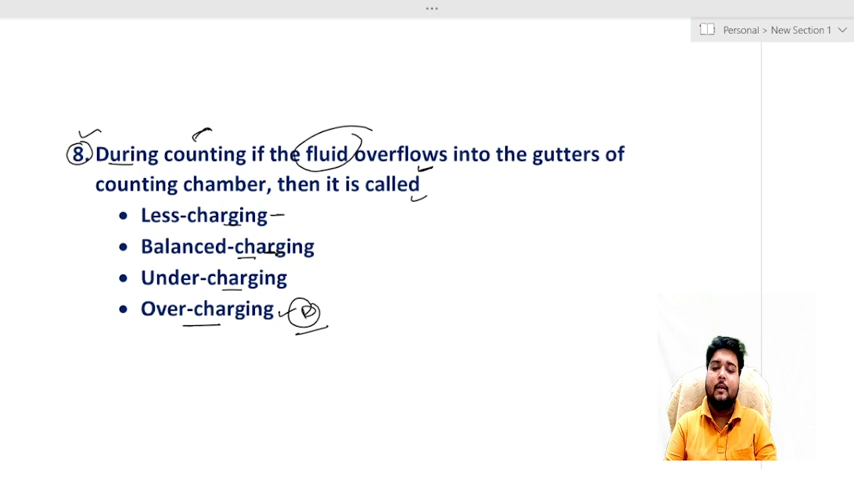 Personal > New Section 1
8. During counting if the fluid overflows into the gutters of
counting chamber, then it is called
• Less-charging
• Balanced-charging
• Under-charging
• Over-charging D